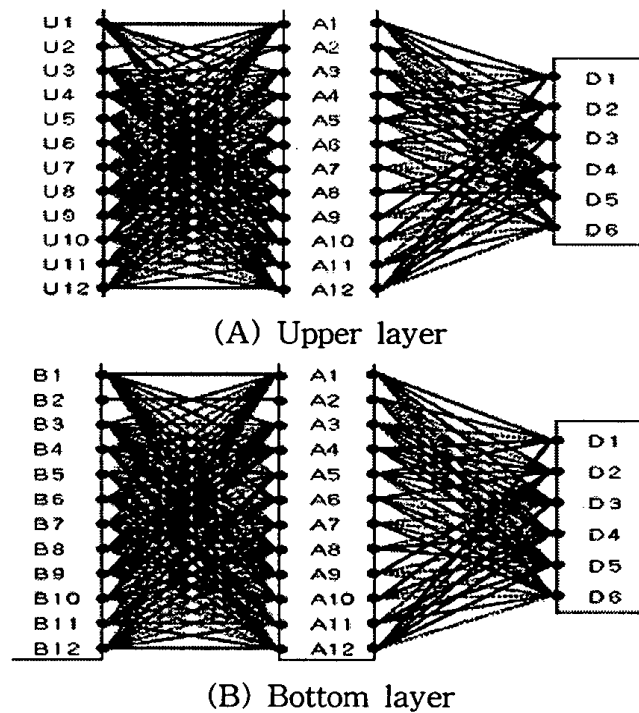 U1 A1
U2 A2
U3 A3 D1
U4 A4 D2
U5 A5 D3
U6 A6 D4
U7 A7 D5
U8 A8 D6
U9 A9
U10 A10
U11 A11
U12 A12
(A) Upper layer
B1 A1
B2 A2
B3 A3 D1
B4 A4 D2
B5 A5 D3
B6 A6 D4
B7 A7 D5
B8 A8 D6
B9 A9
B10 A10
B11 A11
B12 A12
(B) Bottom layer